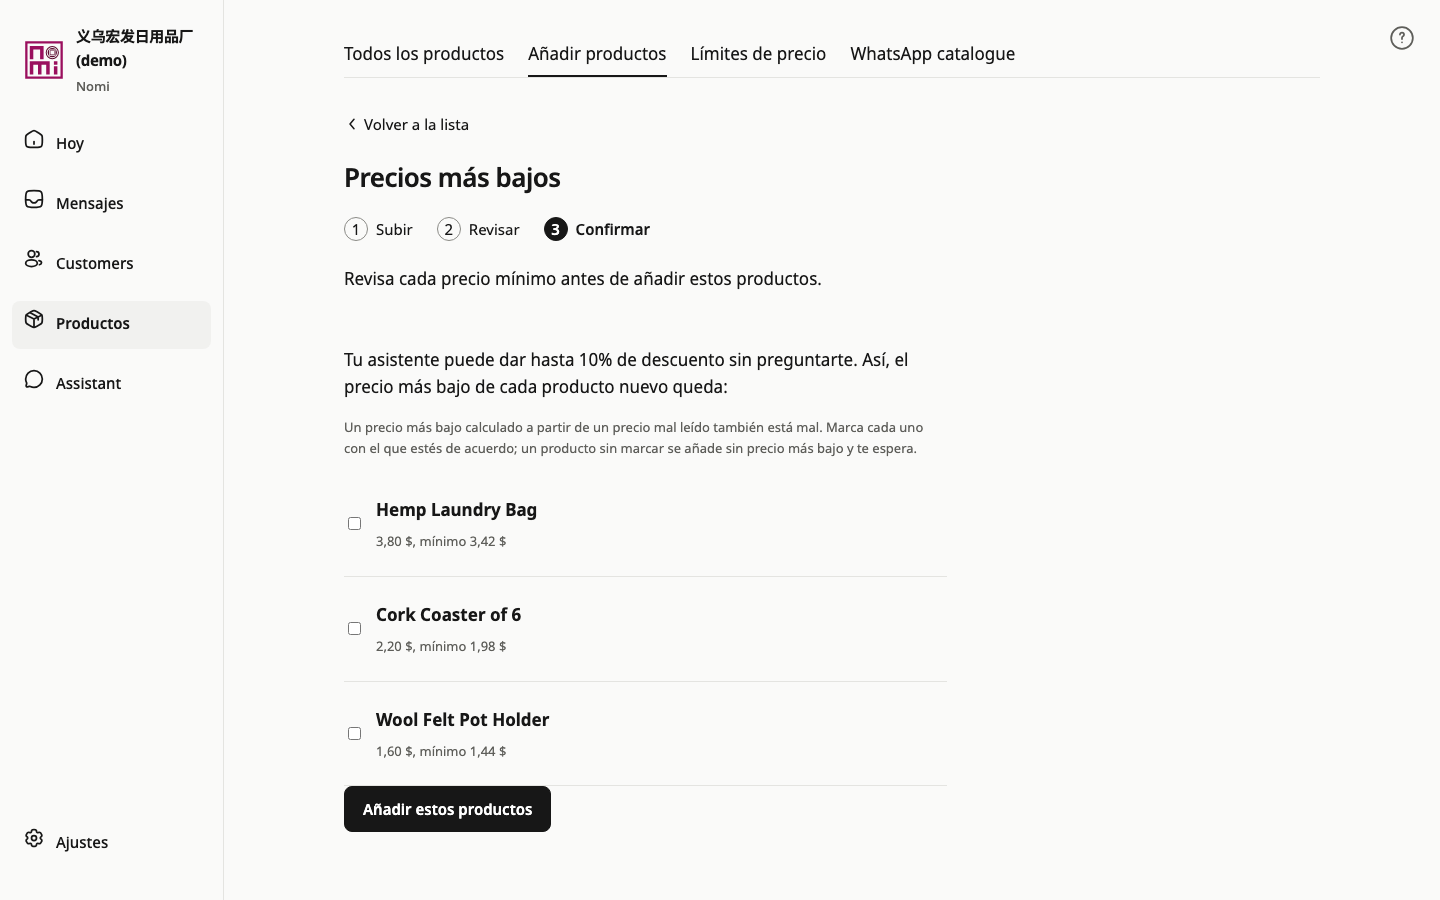 义乌宏发日用品厂
(demo)
Nomi
Hoy
Mensajes
Customers
Productos
Assistant
Ajustes
Todos los productos
Añadir productos
Límites de precio
WhatsApp catalogue
Volver a la lista
Precios más bajos
1 Subir
2 Revisar
3 Confirmar
Revisa cada precio mínimo antes de añadir estos productos.
Tu asistente puede dar hasta 10% de descuento sin preguntarte. Así, el
precio más bajo de cada producto nuevo queda:
Un precio más bajo calculado a partir de un precio mal leído también está mal. Marca cada uno
con el que estés de acuerdo; un producto sin marcar se añade sin precio más bajo y te espera.
Hemp Laundry Bag
3,80 $, mínimo 3,42 $
Cork Coaster of 6
2,20 $, mínimo 1,98 $
Wool Felt Pot Holder
1,60 $, mínimo 1,44 $
Añadir estos productos